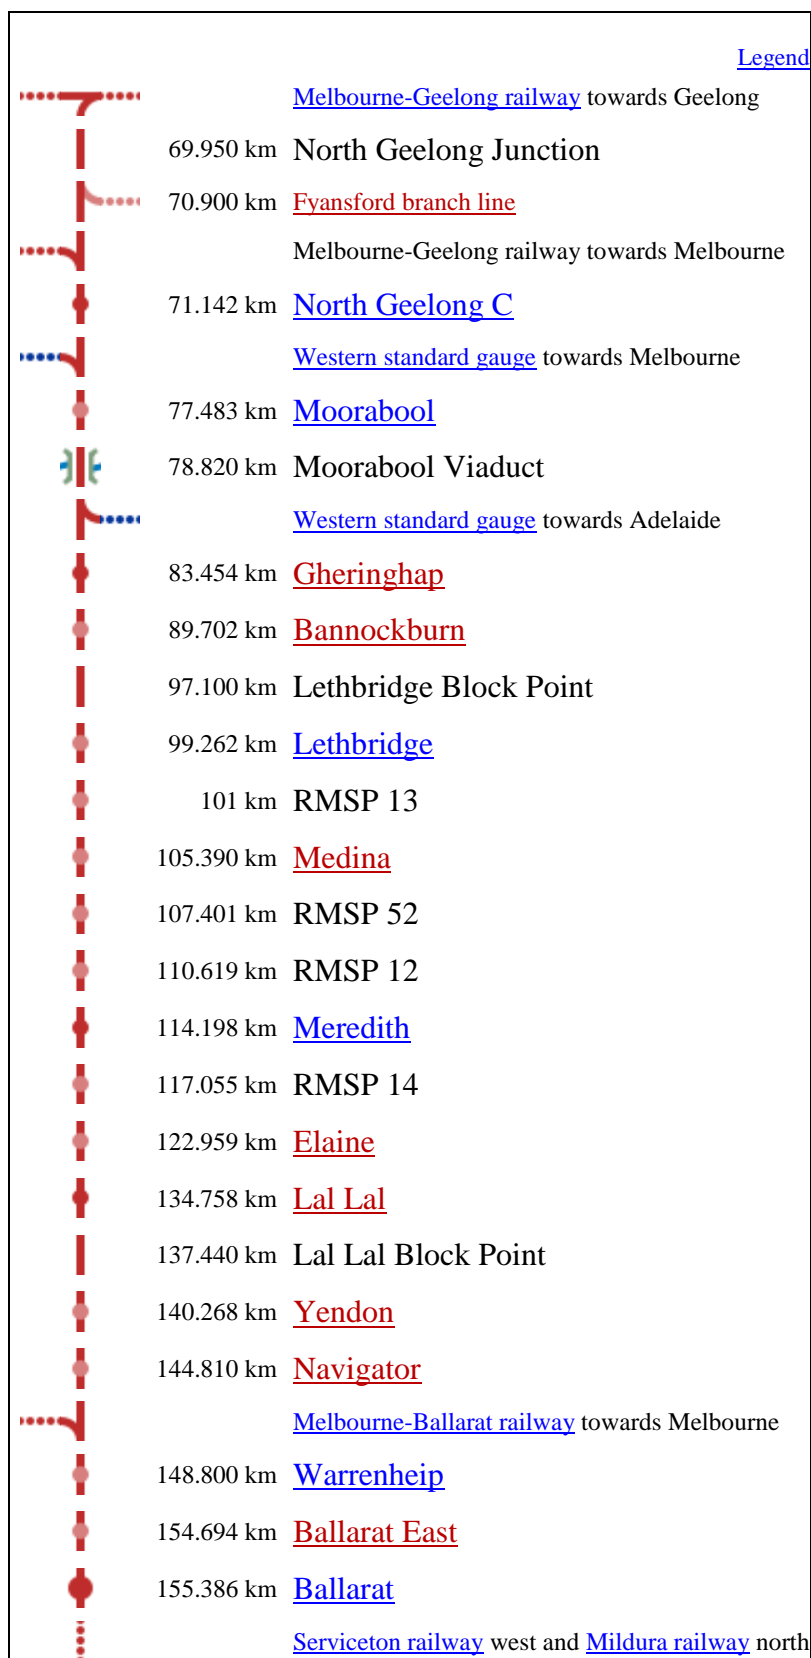 Legend
Melbourne-Geelong railway towards Geelong
69.950 km North Geelong Junction
70.900 km Fyansford branch line
Melbourne-Geelong railway towards Melbourne
71.142 km North Geelong C
Western standard gauge towards Melbourne
77.483 km Moorabool
78.820 km Moorabool Viaduct
Western standard gauge towards Adelaide
83.454 km Gheringhap
89.702 km Bannockburn
97.100 km Lethbridge Block Point
99.262 km Lethbridge
101 km RMSP 13
105.390 km Medina
107.401 km RMSP 52
110.619 km RMSP 12
114.198 km Meredith
117.055 km RMSP 14
122.959 km Elaine
134.758 km Lal Lal
137.440 km Lal Lal Block Point
140.268 km Yendon
144.810 km Navigator
Melbourne-Ballarat railway towards Melbourne
148.800 km Warrenheip
154.694 km Ballarat East
155.386 km Ballarat
Serviceton railway west and Mildura railway north